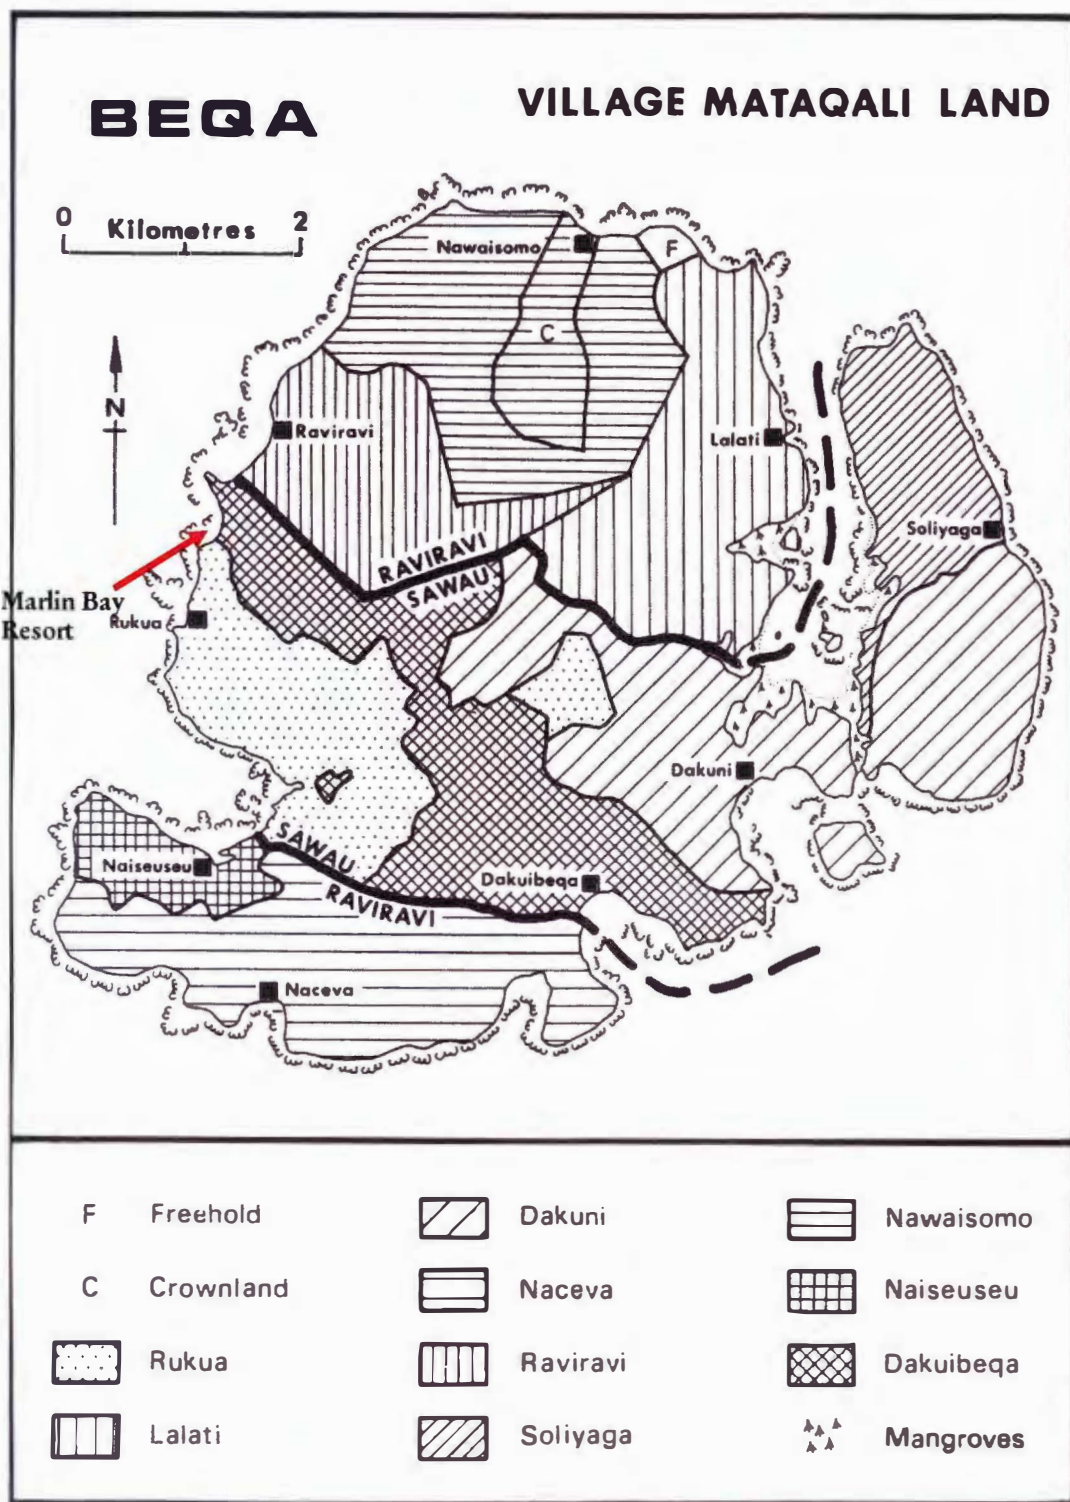 BEQA
VILLAGE MATAQALI LAND
0 Kilometres 2
N
Nawaisomo
F
C
Raviravi
Lalati
Soliyaga
RAVIRAVI
SAWAU
Marlin Bay
Resort
Rukua
Dakuni
SAWAU
RAVIRAVI
Naiseuseu
Dakuibeqa
Naceva
F Freehold
C Crownland
Rukua
Lalati
Dakuni
Naceva
Raviravi
Soliyaga
Nawaisomo
Naiseuseu
Dakuibeqa
Mangroves